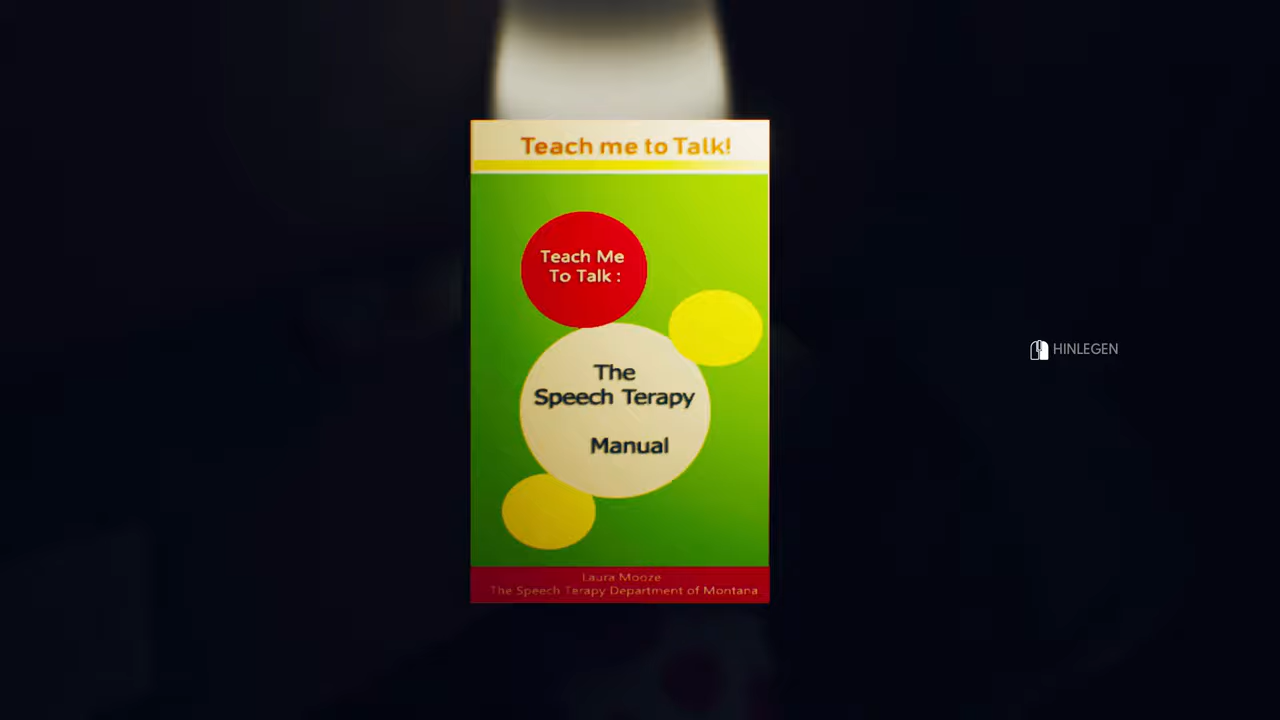 Teach me to Talk!
Teach Me
To Talk :
The
Speech Terapy
Manual
Laura Mooze
The Speech Terapy Department of Montana
HINLEGEN